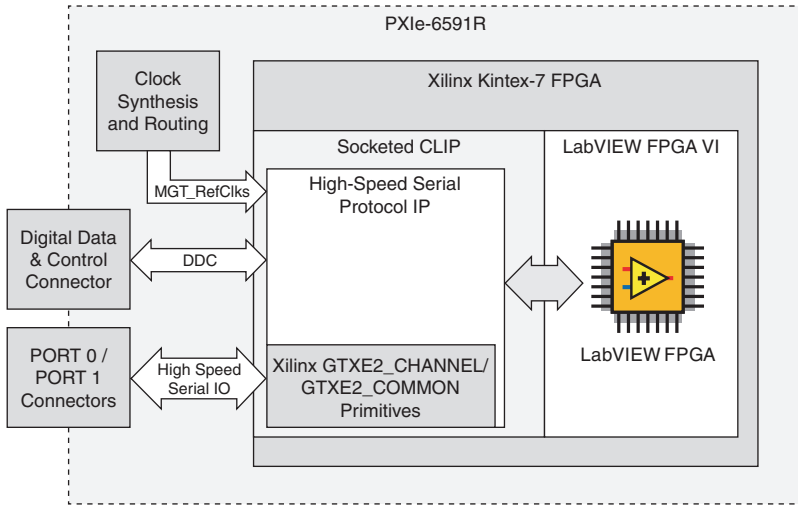 PXIe-6591R
Clock
Synthesis
and Routing
Xilinx Kintex-7 FPGA
Socketed CLIP
LabVIEW FPGA VI
MGT_RefClks
High-Speed Serial
Protocol IP
Digital Data
& Control
Connector
DDC
LabVIEW FPGA
PORT 0 /
PORT 1
Connectors
High Speed
Serial IO
Xilinx GTXE2_CHANNEL/
GTXE2_COMMON
Primitives